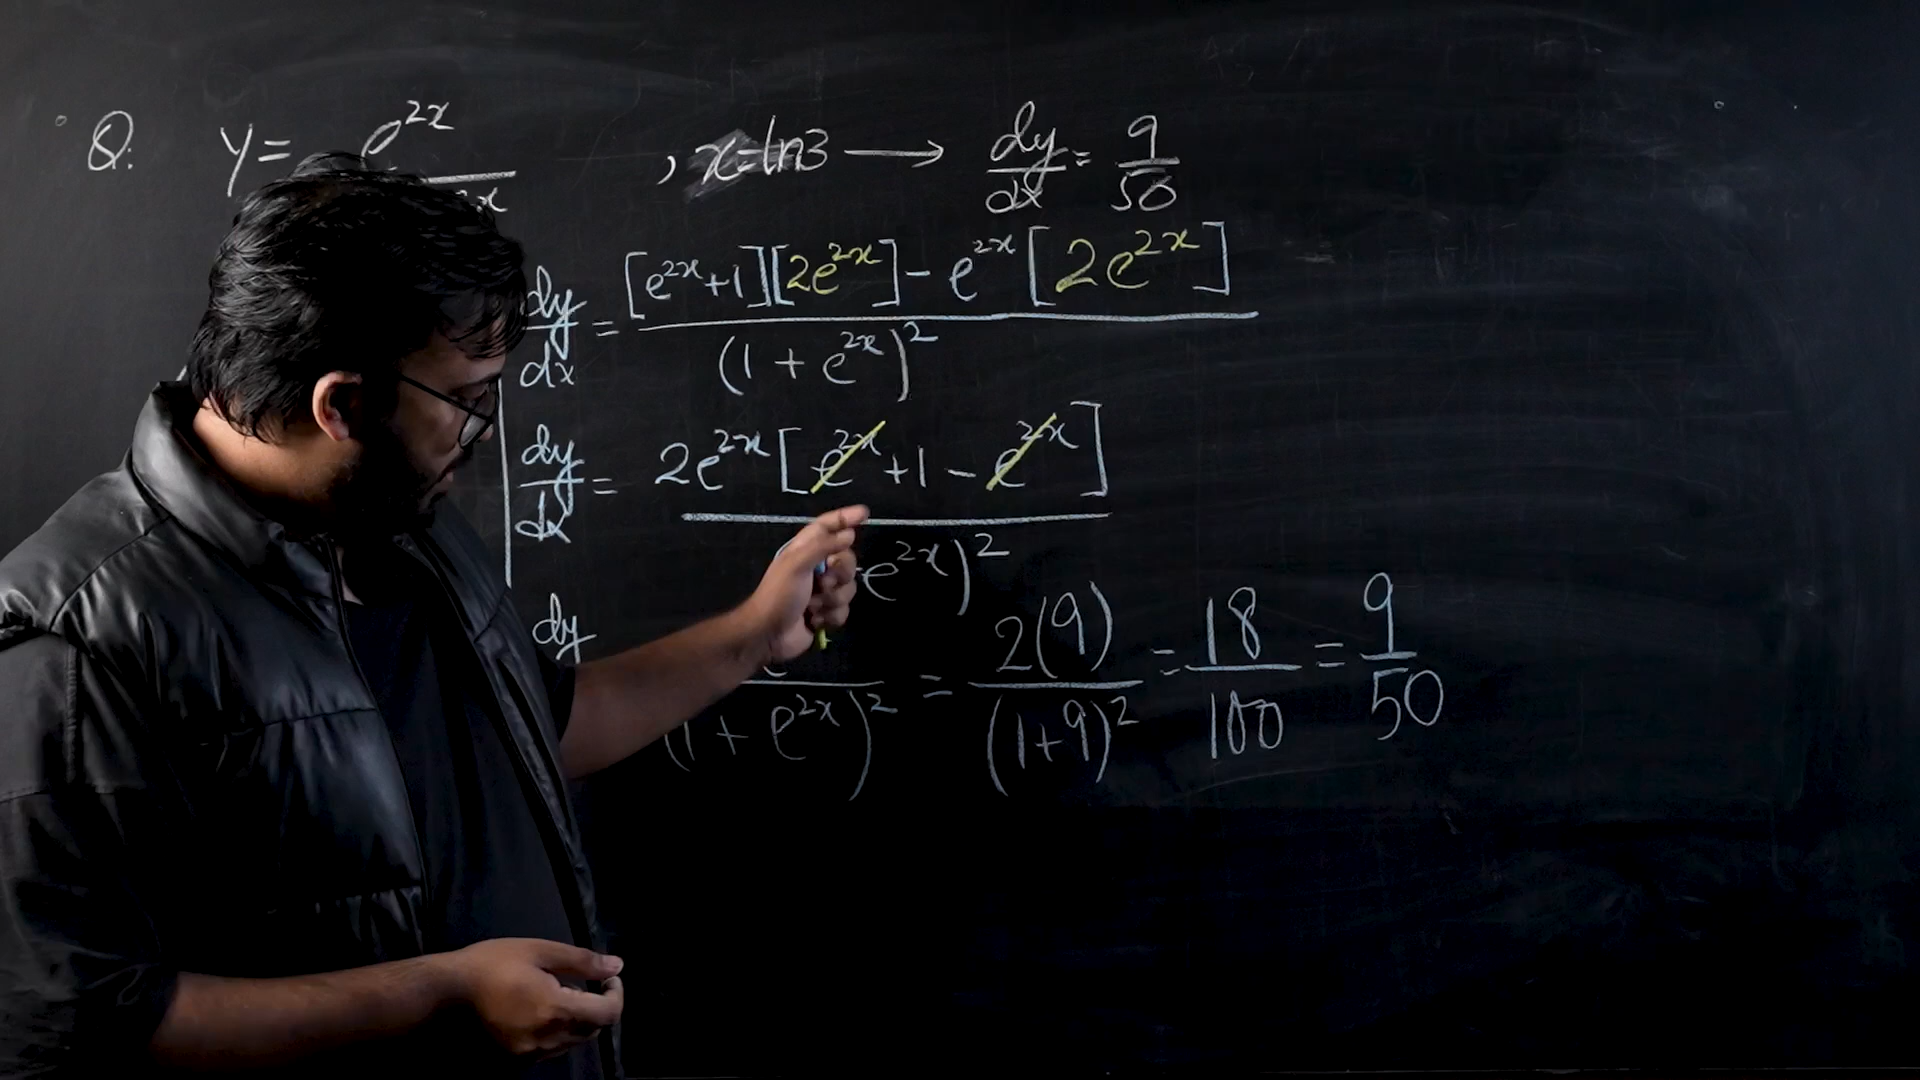 Q: y = e^{2x} / x , x = ln3 → dy/dx = 9/50
dy/dx = [e^{2x}+1][2e^{2x}] - e^{2x}[2e^{2x}] / (1 + e^{2x})^2
dy/dx = 2e^{2x}[e^{2x}+1 - e^{2x}] / e^{2x})^2
dy / (1 + e^{2x})^2 = 2(9) / (1+9)^2 = 18/100 = 9/50